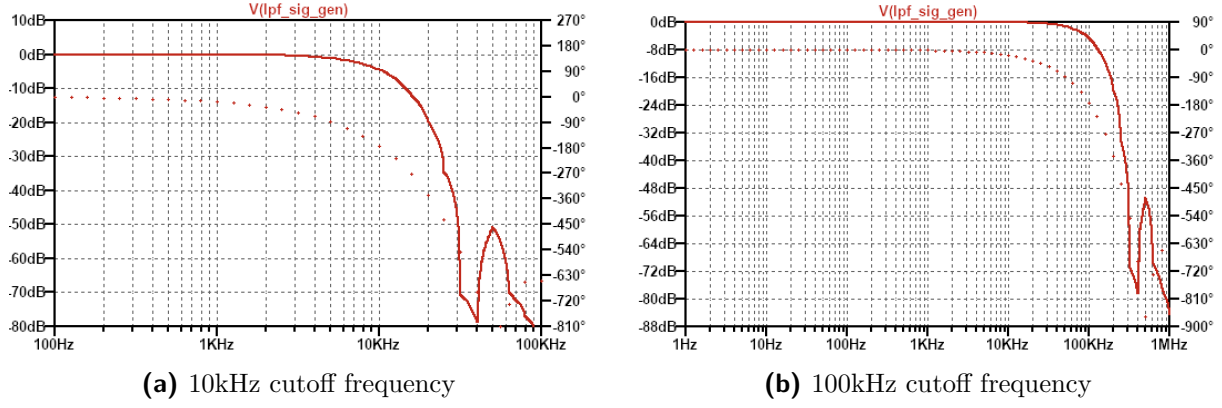 V(lpf_sig_gen)
10dB
0dB
-10dB
-20dB
-30dB
-40dB
-50dB
-60dB
-70dB
-80dB
270°
180°
90°
0°
-90°
-180°
-270°
-360°
-450°
-540°
-630°
-720°
-810°
100Hz 1KHz 10KHz 100KHz
(a) 10kHz cutoff frequency
V(lpf_sig_gen)
0dB
-8dB
-16dB
-24dB
-32dB
-40dB
-48dB
-56dB
-64dB
-72dB
-80dB
-88dB
90°
0°
-90°
-180°
-270°
-360°
-450°
-540°
-630°
-720°
-810°
-900°
1Hz 10Hz 100Hz 1KHz 10KHz 100KHz 1MHz
(b) 100kHz cutoff frequency